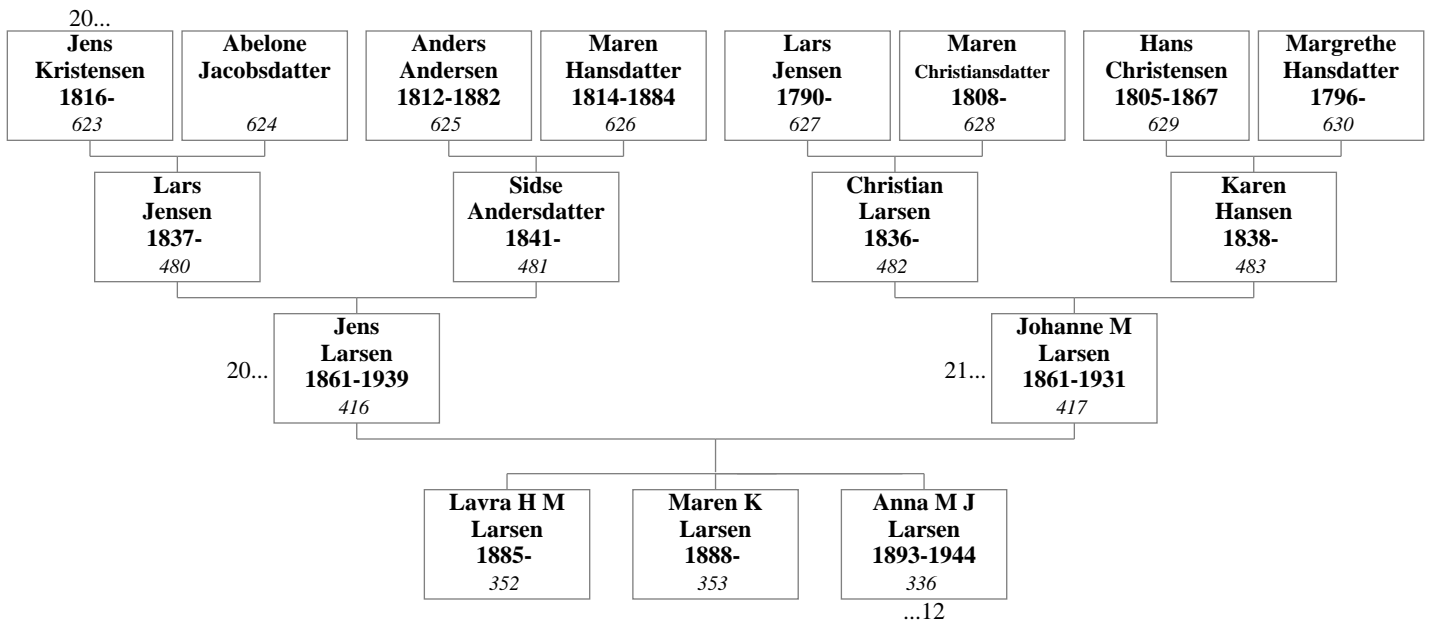 20...
Jens
Kristensen
1816-
623
Abelone
Jacobsdatter
624
Anders
Andersen
1812-1882
625
Maren
Hansdatter
1814-1884
626
Lars
Jensen
1790-
627
Maren
Christiansdatter
1808-
628
Hans
Christensen
1805-1867
629
Margrethe
Hansdatter
1796-
630
Lars
Jensen
1837-
480
Sidse
Andersdatter
1841-
481
Christian
Larsen
1836-
482
Karen
Hansen
1838-
483
20...
Jens
Larsen
1861-1939
416
21...
Johanne M
Larsen
1861-1931
417
Lavra H M
Larsen
1885-
352
Maren K
Larsen
1888-
353
Anna M J
Larsen
1893-1944
336
...12